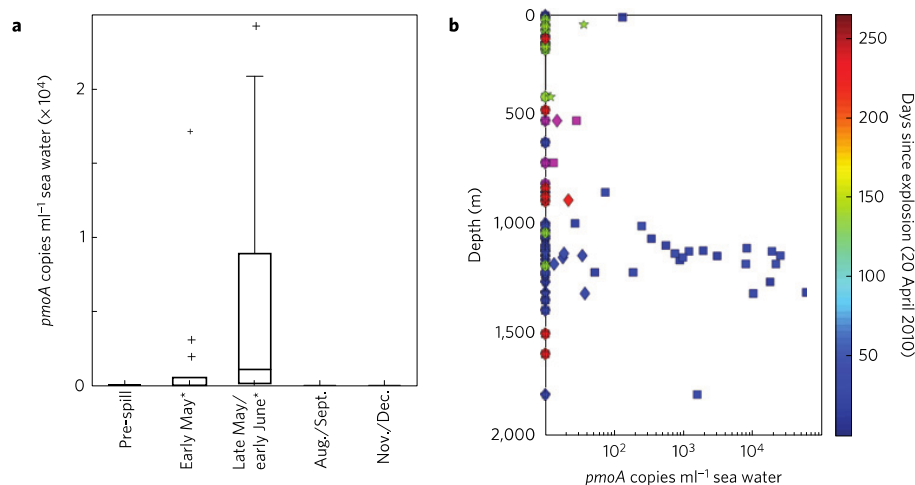 a
pmoA copies ml⁻¹ sea water (×10⁴)
2
1
0
Pre-spill
Early May*
Late May/
early June*
Aug./Sept.
Nov./Dec.
b
Depth (m)
0
500
1,000
1,500
2,000
10²
10³
10⁴
pmoA copies ml⁻¹ sea water
250
200
150
100
50
Days since explosion (20 April 2010)